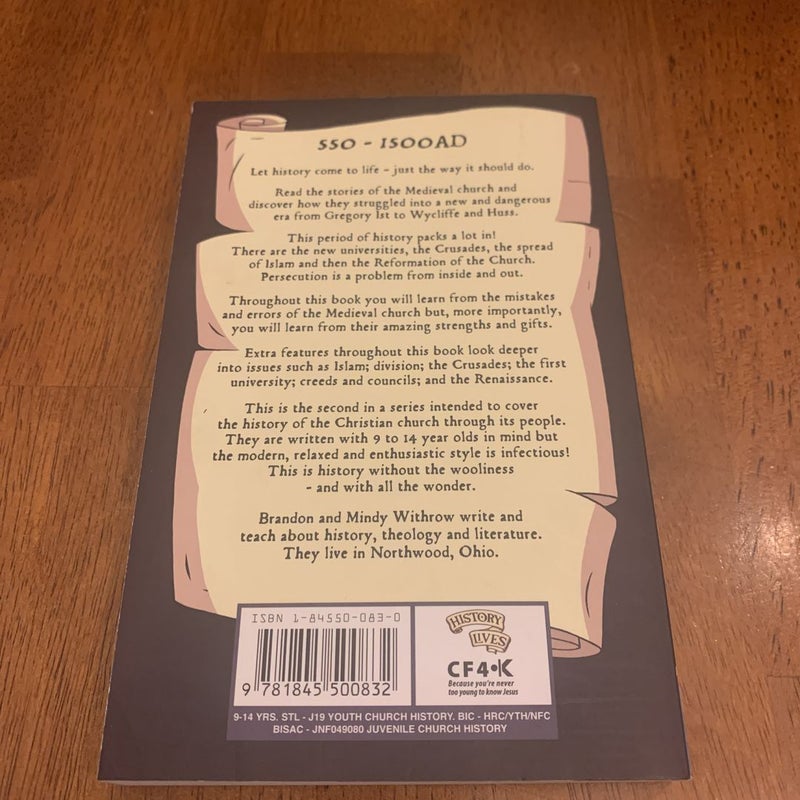 550 - 1500AD
Let history come to life - just the way it should do.
Read the stories of the Medieval church and
discover how they struggled into a new and dangerous
era from Gregory 1st to Wycliffe and Huss.
This period of history packs a lot in!
There are the new universities, the Crusades, the spread
of Islam and then the Reformation of the Church.
Persecution is a problem from inside and out.
Throughout this book you will learn from the mistakes
and errors of the Medieval church but, more importantly,
you will learn from their amazing strengths and gifts.
Extra features throughout this book look deeper
into issues such as Islam; division; the Crusades; the first
university; creeds and councils; and the Renaissance.
This is the second in a series intended to cover
the history of the Christian church through its people.
They are written with 9 to 14 year olds in mind but
the modern, relaxed and enthusiastic style is infectious!
This is history without the wooliness
- and with all the wonder.
Brandon and Mindy Withrow write and
teach about history, theology and literature.
They live in Northwood, Ohio.
ISBN 1-84550-083-0
9 781845 500832
HISTORY
LIVES
CF4•K
Because you're never
too young to know Jesus
9-14 YRS. STL - J19 YOUTH CHURCH HISTORY. BIC - HRC/YTH/NFC
BISAC - JNF049080 JUVENILE CHURCH HISTORY